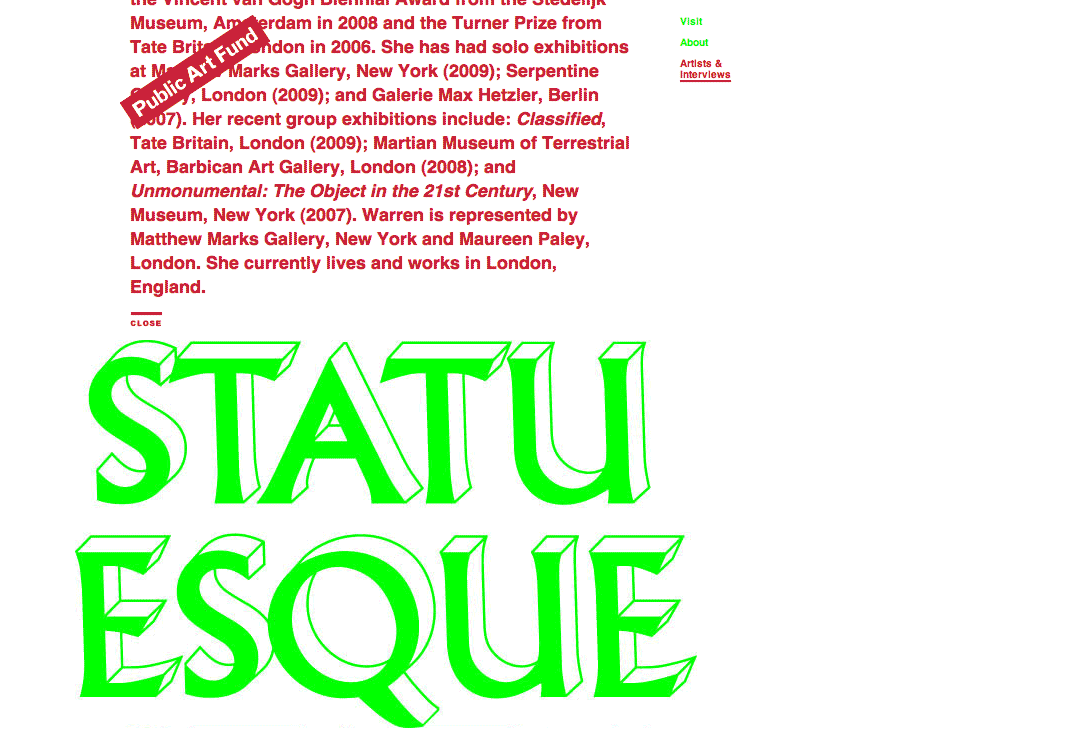 the Vincent van Gogh Biennial Award from the Stedelijk
Museum, Amsterdam in 2008 and the Turner Prize from
Tate Britain, London in 2006. She has had solo exhibitions
at Marks Gallery, New York (2009); Serpentine
London (2009); and Galerie Max Hetzler, Berlin
(2007). Her recent group exhibitions include: Classified,
Tate Britain, London (2009); Martian Museum of Terrestrial
Art, Barbican Art Gallery, London (2008); and
Unmonumental: The Object in the 21st Century, New
Museum, New York (2007). Warren is represented by
Matthew Marks Gallery, New York and Maureen Paley,
London. She currently lives and works in London,
England.
CLOSE
Public Art Fund
Visit
About
Artists &
Interviews
STATU
ESQUE